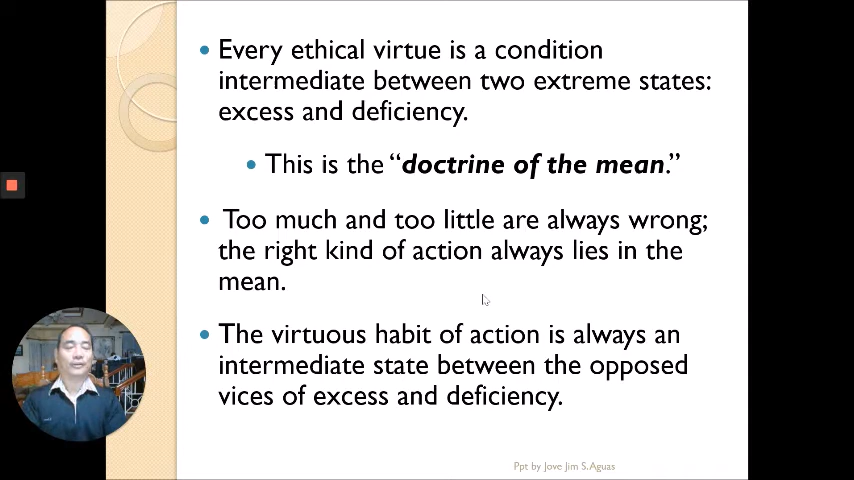 Every ethical virtue is a condition
intermediate between two extreme states:
excess and deficiency.
This is the “doctrine of the mean.”
Too much and too little are always wrong;
the right kind of action always lies in the
mean.
The virtuous habit of action is always an
intermediate state between the opposed
vices of excess and deficiency.
Ppt by Jove Jim S. Aguas